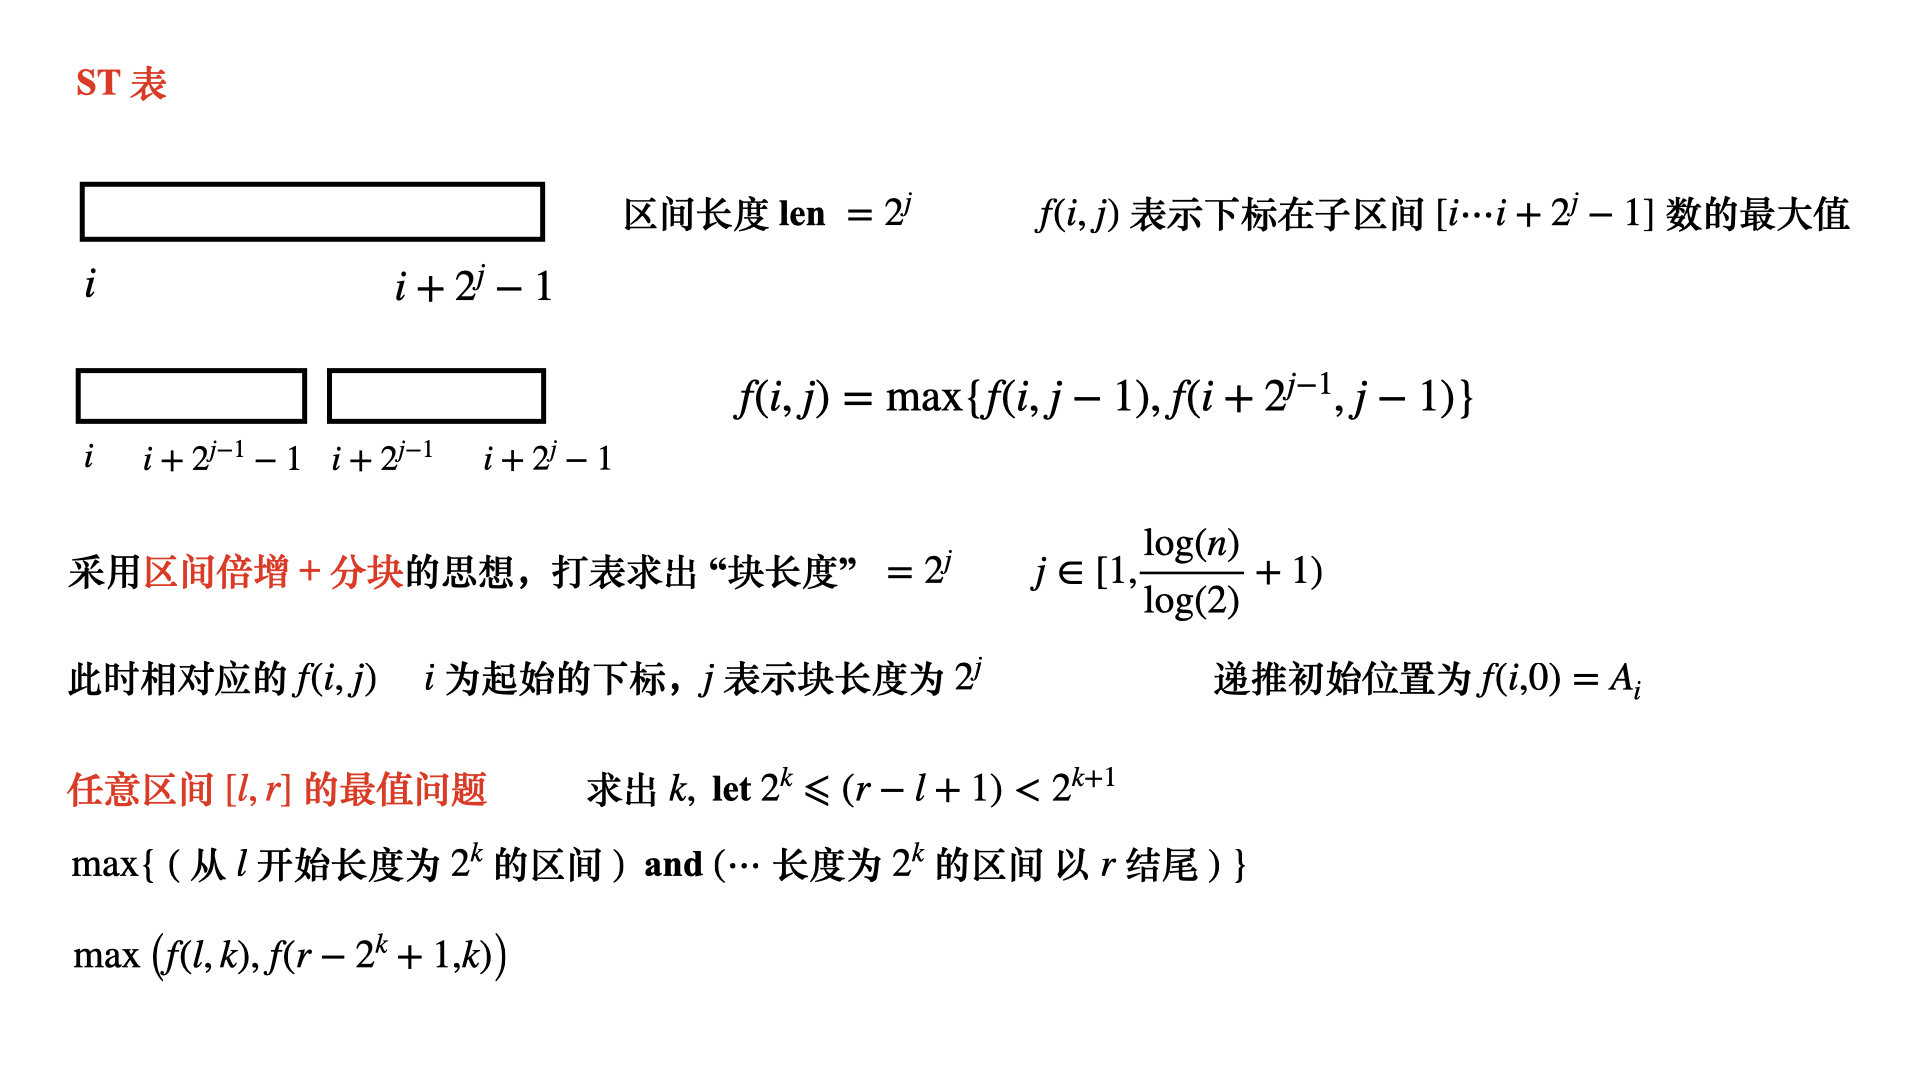 ST 表
区间长度 len = 2^j f(i, j) 表示下标在子区间 [i⋯i + 2^j − 1] 数的最大值
i i + 2^j − 1
f(i, j) = max{f(i, j − 1), f(i + 2^{j−1}, j − 1)}
i i + 2^{j−1} − 1 i + 2^{j−1} i + 2^j − 1
采用区间倍增 + 分块的思想，打表求出 “块长度” = 2^j j ∈ [1, log(n)/log(2) + 1)
此时相对应的 f(i, j) i 为起始的下标，j 表示块长度为 2^j 递推初始位置为 f(i,0) = A_i
任意区间 [l, r] 的最值问题 求出 k, let 2^k ⩽ (r − l + 1) < 2^{k+1}
max{ ( 从 l 开始长度为 2^k 的区间 ) and (⋯ 长度为 2^k 的区间 以 r 结尾 ) }
max (f(l, k), f(r − 2^k + 1,k))